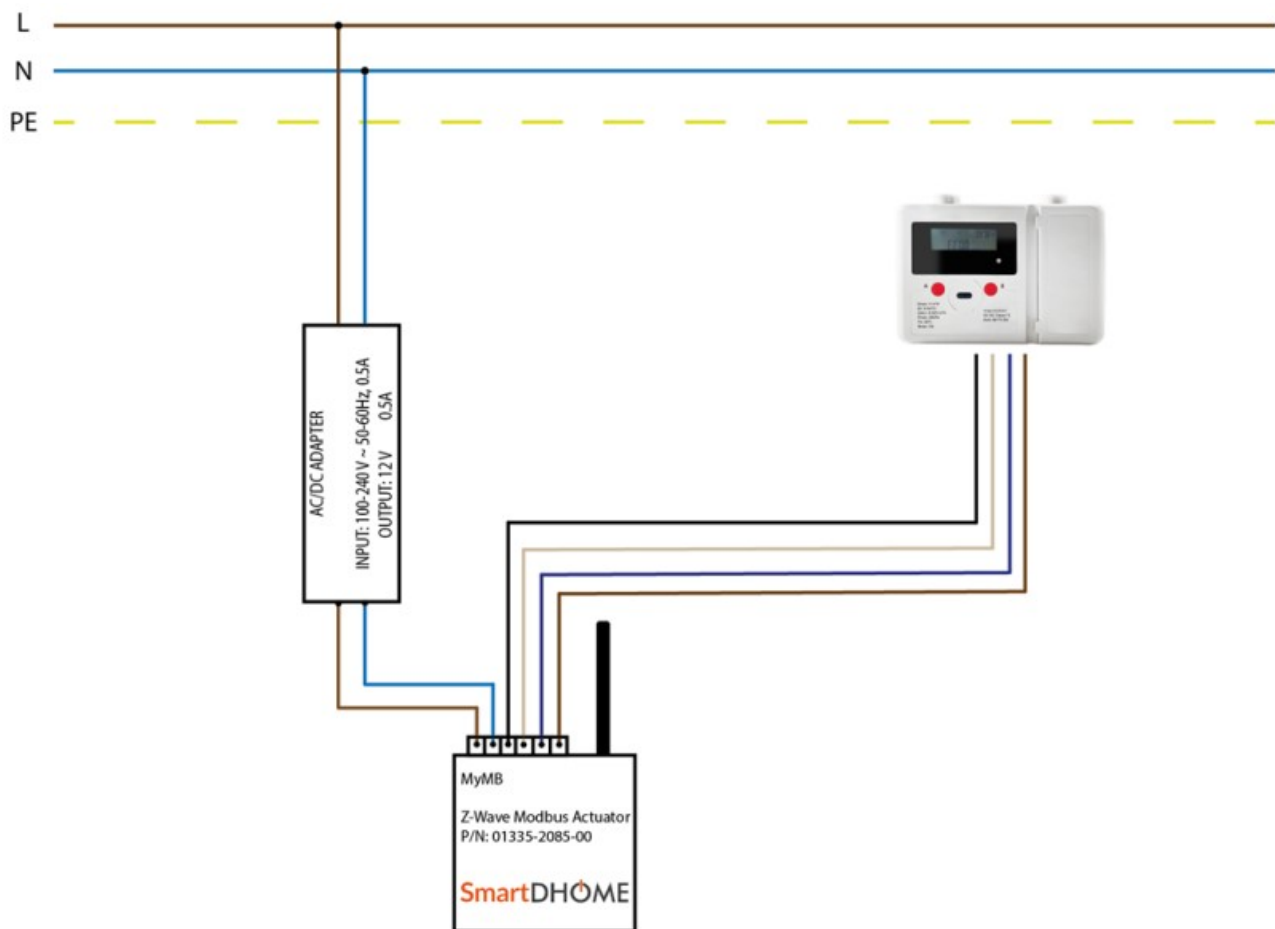 L
N
PE
AC/DC ADAPTER
INPUT: 100-240 V ~ 50-60Hz, 0.5A
OUTPUT: 12 V 0.5A
A
MyMB
Z-Wave Modbus Actuator
P/N: 01335-2085-00
SmartDHOME